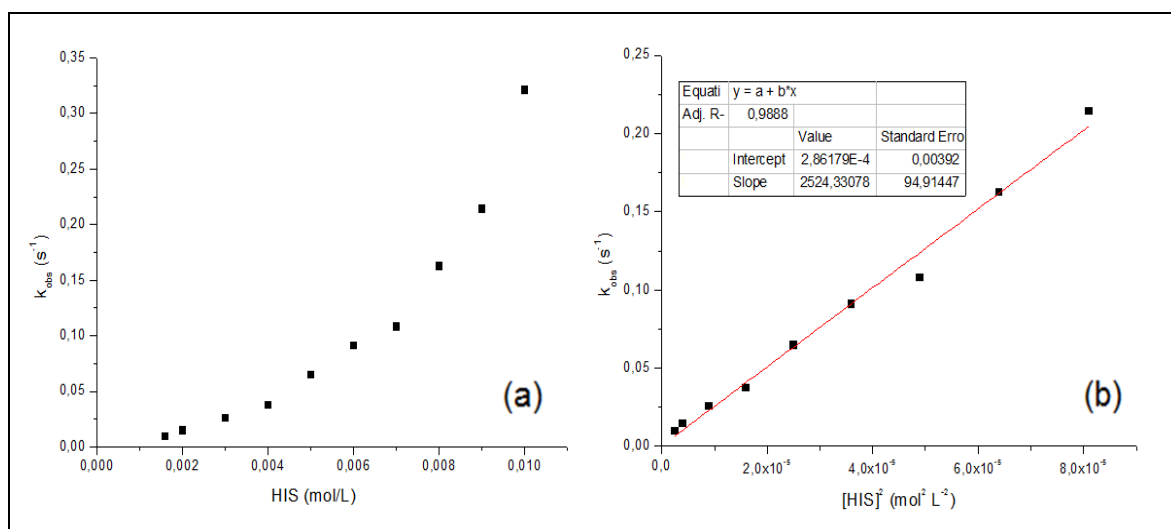 0,35
0,30
0,25
0,20
0,15
0,10
0,05
0,00
k_obs (s⁻¹)
0,000 0,002 0,004 0,006 0,008 0,010
HIS (mol/L)
(a)
0,25
0,20
0,15
0,10
0,05
0,00
k_obs (s⁻¹)
Equati y = a + b*x
Adj. R- 0,9888
Value Standard Erro
Intercept 2,86179E-4 0,00392
Slope 2524,33078 94,91447
0,0 2,0x10⁻⁵ 4,0x10⁻⁵ 6,0x10⁻⁵ 8,0x10⁻⁵
[HIS]² (mol² L⁻²)
(b)